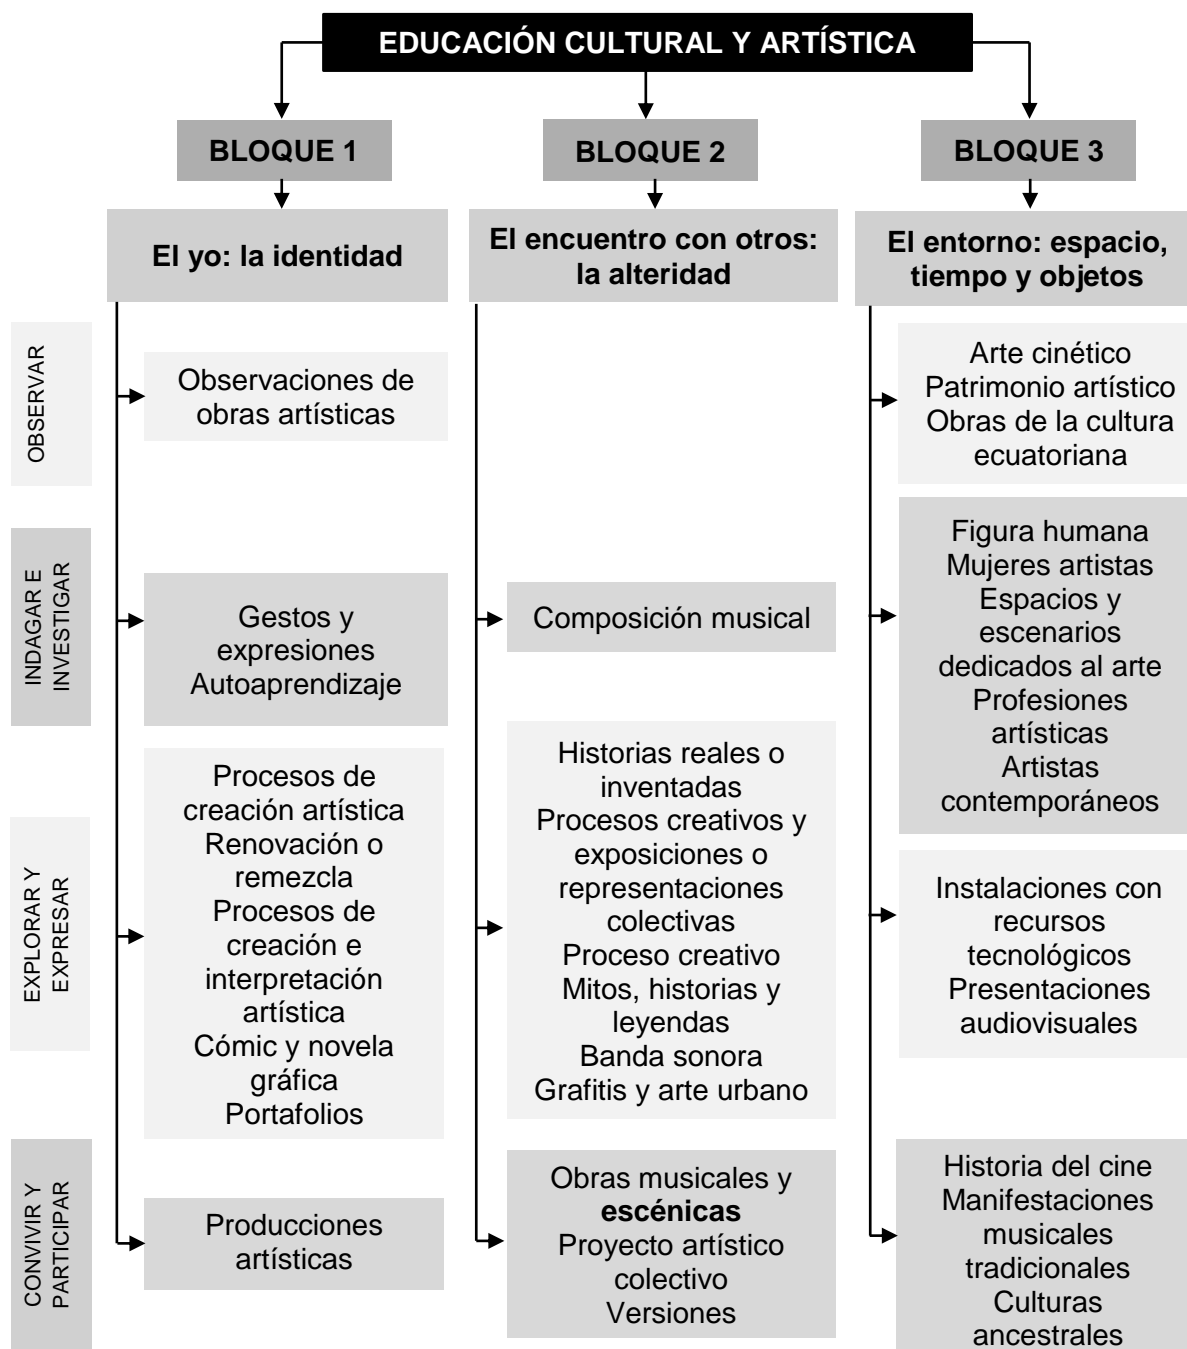 EDUCACIÓN CULTURAL Y ARTÍSTICA
BLOQUE 1
BLOQUE 2
BLOQUE 3
El yo: la identidad
El encuentro con otros:
la alteridad
El entorno: espacio,
tiempo y objetos
OBSERVAR
Observaciones de
obras artísticas
Arte cinético
Patrimonio artístico
Obras de la cultura
ecuatoriana
INDAGAR E
INVESTIGAR
Gestos y
expresiones
Autoaprendizaje
Composición musical
Figura humana
Mujeres artistas
Espacios y
escenarios
dedicados al arte
Profesiones
artísticas
Artistas
contemporáneos
EXPLORAR Y
EXPRESAR
Procesos de
creación artística
Renovación o
remezcla
Procesos de
creación e
interpretación
artística
Cómic y novela
gráfica
Portafolios
Historias reales o
inventadas
Procesos creativos y
exposiciones o
representaciones
colectivas
Proceso creativo
Mitos, historias y
leyendas
Banda sonora
Grafitis y arte urbano
Instalaciones con
recursos
tecnológicos
Presentaciones
audiovisuales
CONVIVIR Y
PARTICIPAR
Producciones
artísticas
Obras musicales y
escénicas
Proyecto artístico
colectivo
Versiones
Historia del cine
Manifestaciones
musicales
tradicionales
Culturas
ancestrales